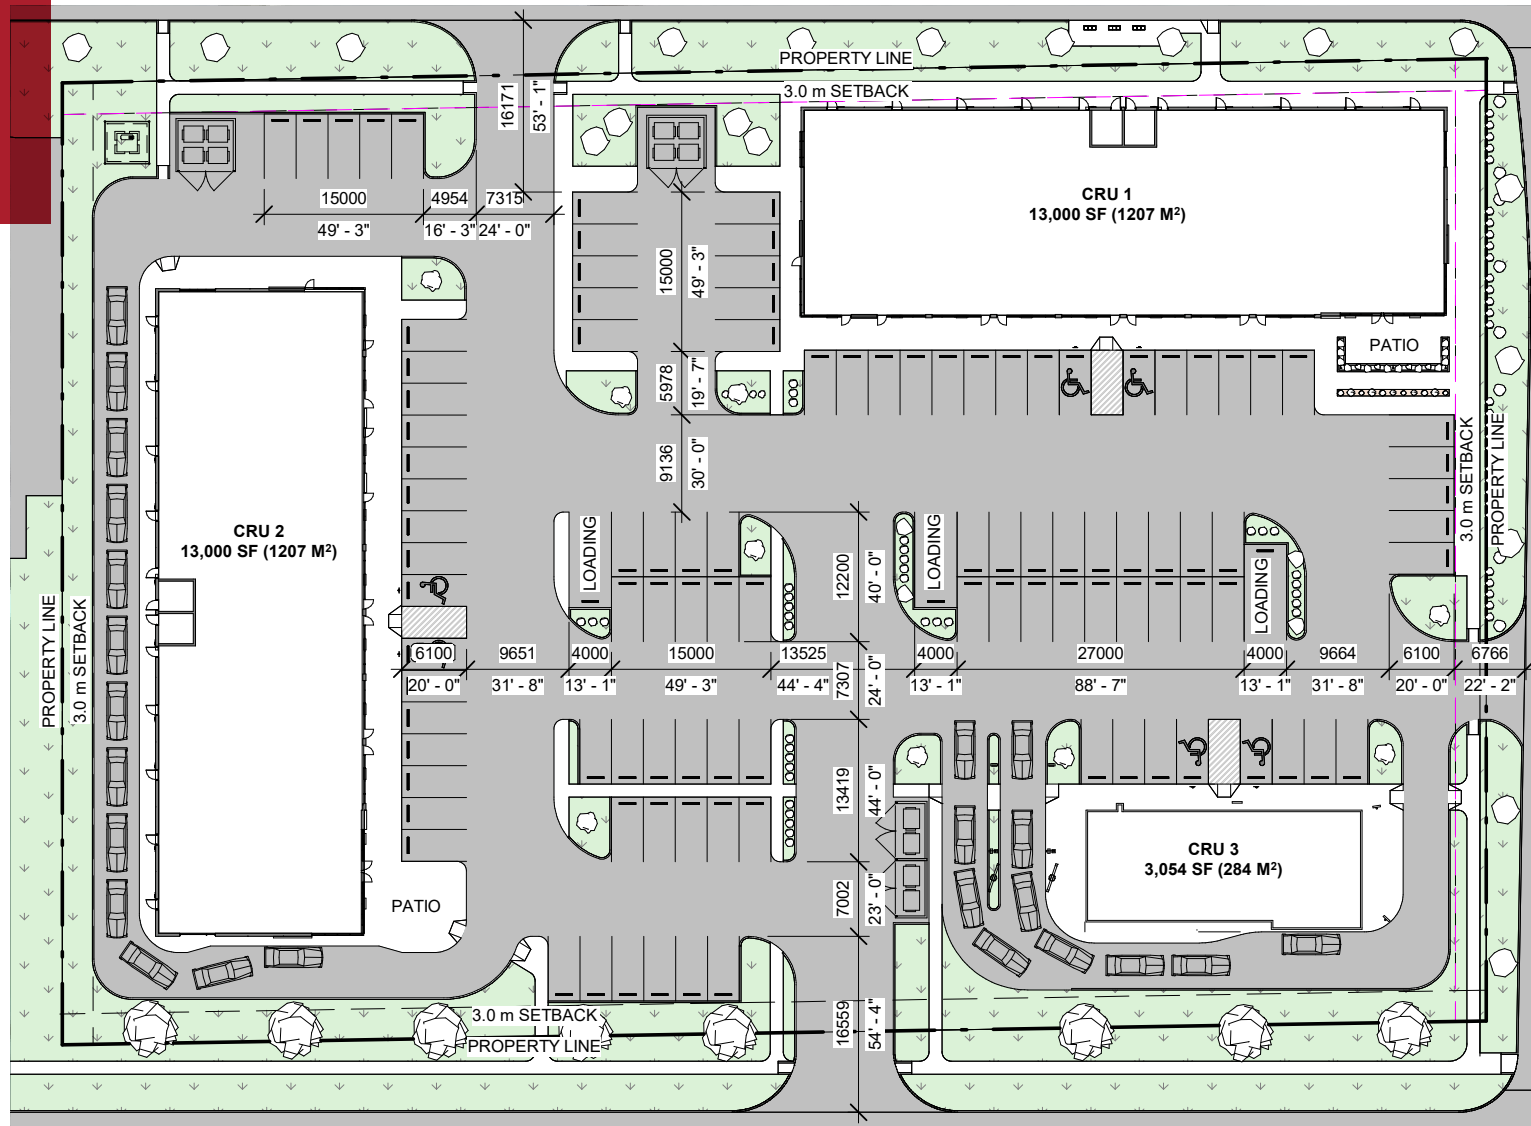 PROPERTY LINE
3.0 m SETBACK
16171
53' - 1"
CRU 1
13,000 SF (1207 M²)
15000
4954
7315
49' - 3"
16' - 3"
24' - 0"
15000
49' - 3"
PATIO
5978
19' - 7"
9136
30' - 0"
3.0 m SETBACK
PROPERTY LINE
CRU 2
13,000 SF (1207 M²)
LOADING
12200
40' - 0"
LOADING
LOADING
PROPERTY LINE
3.0 m SETBACK
6100
9651
4000
15000
13525
4000
27000
4000
9664
6100
6766
20' - 0"
31' - 8"
13' - 1"
49' - 3"
44' - 4"
7307
24' - 0"
13' - 1"
88' - 7"
13' - 1"
31' - 8"
20' - 0"
22' - 2"
13419
44' - 0"
CRU 3
3,054 SF (284 M²)
PATIO
7002
23' - 0"
3.0 m SETBACK
PROPERTY LINE
16559
54' - 4"